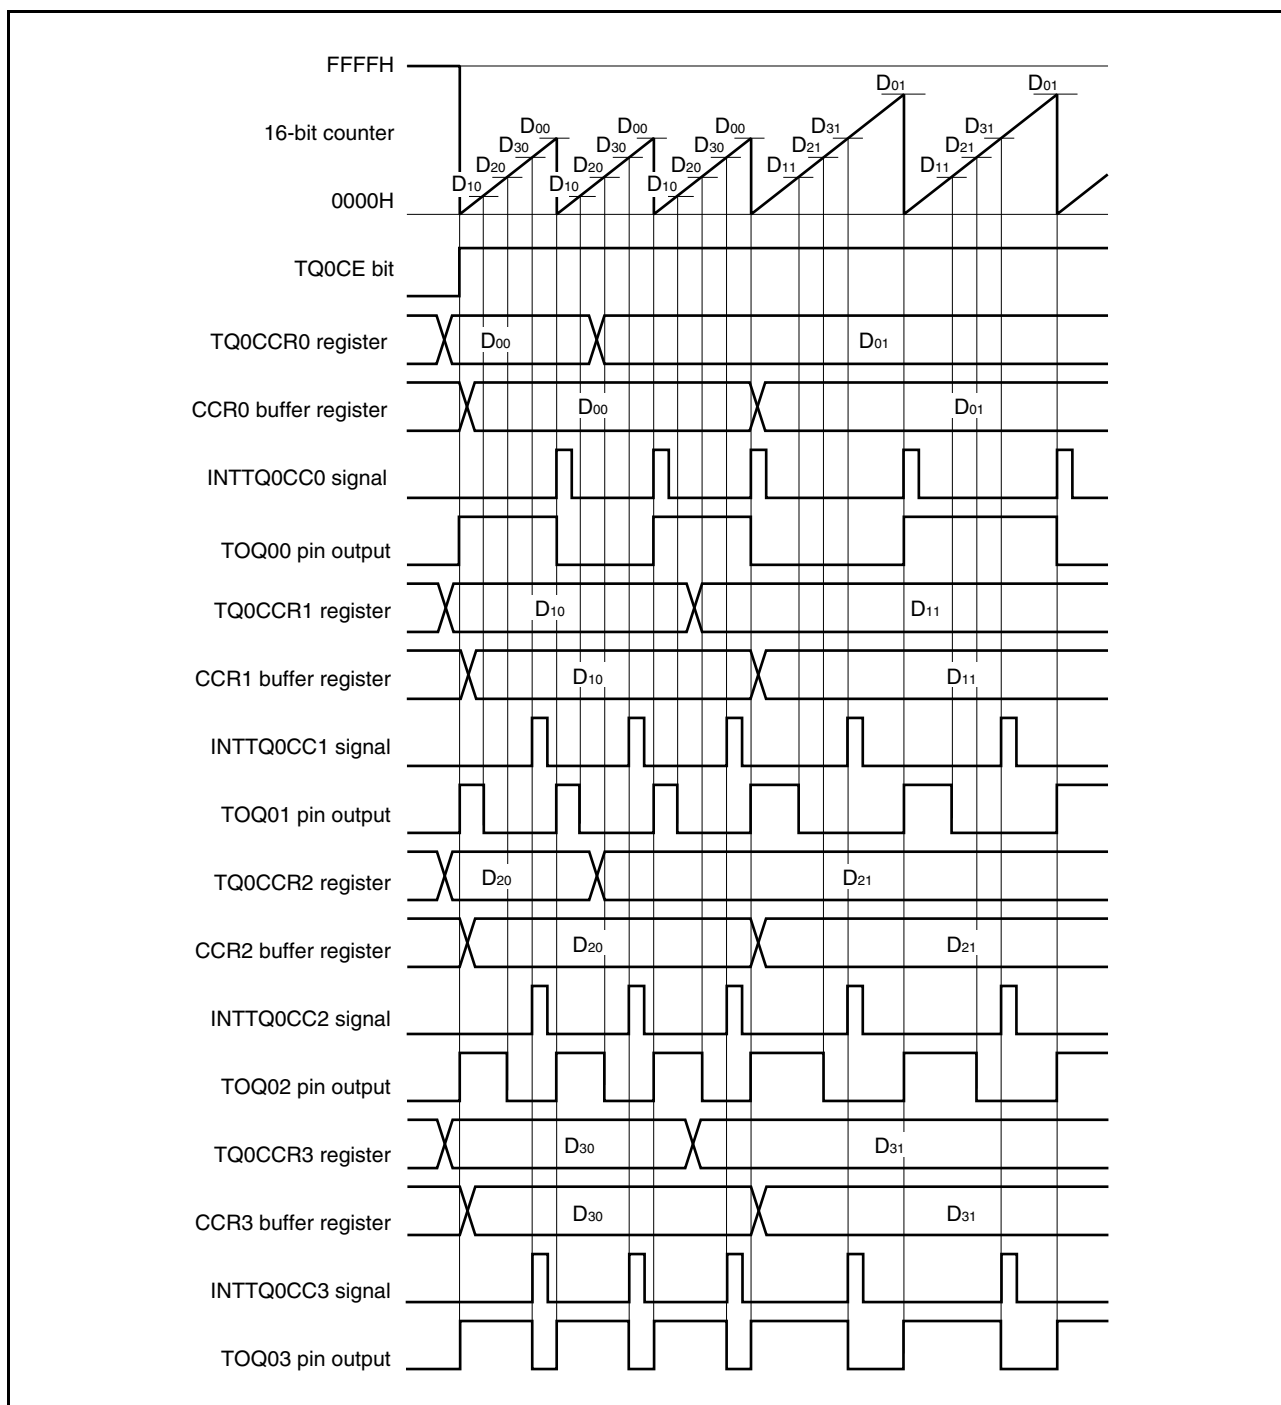 FFFFH
D01 D01
16-bit counter
D00 D00 D00 D31 D31
D30 D30 D30 D21 D21
D20 D20 D20 D11 D11
D10 D10 D10
0000H
TQ0CE bit
TQ0CCR0 register D00 D01
CCR0 buffer register D00 D01
INTTQ0CC0 signal
TOQ00 pin output
TQ0CCR1 register D10 D11
CCR1 buffer register D10 D11
INTTQ0CC1 signal
TOQ01 pin output
TQ0CCR2 register D20 D21
CCR2 buffer register D20 D21
INTTQ0CC2 signal
TOQ02 pin output
TQ0CCR3 register D30 D31
CCR3 buffer register D30 D31
INTTQ0CC3 signal
TOQ03 pin output